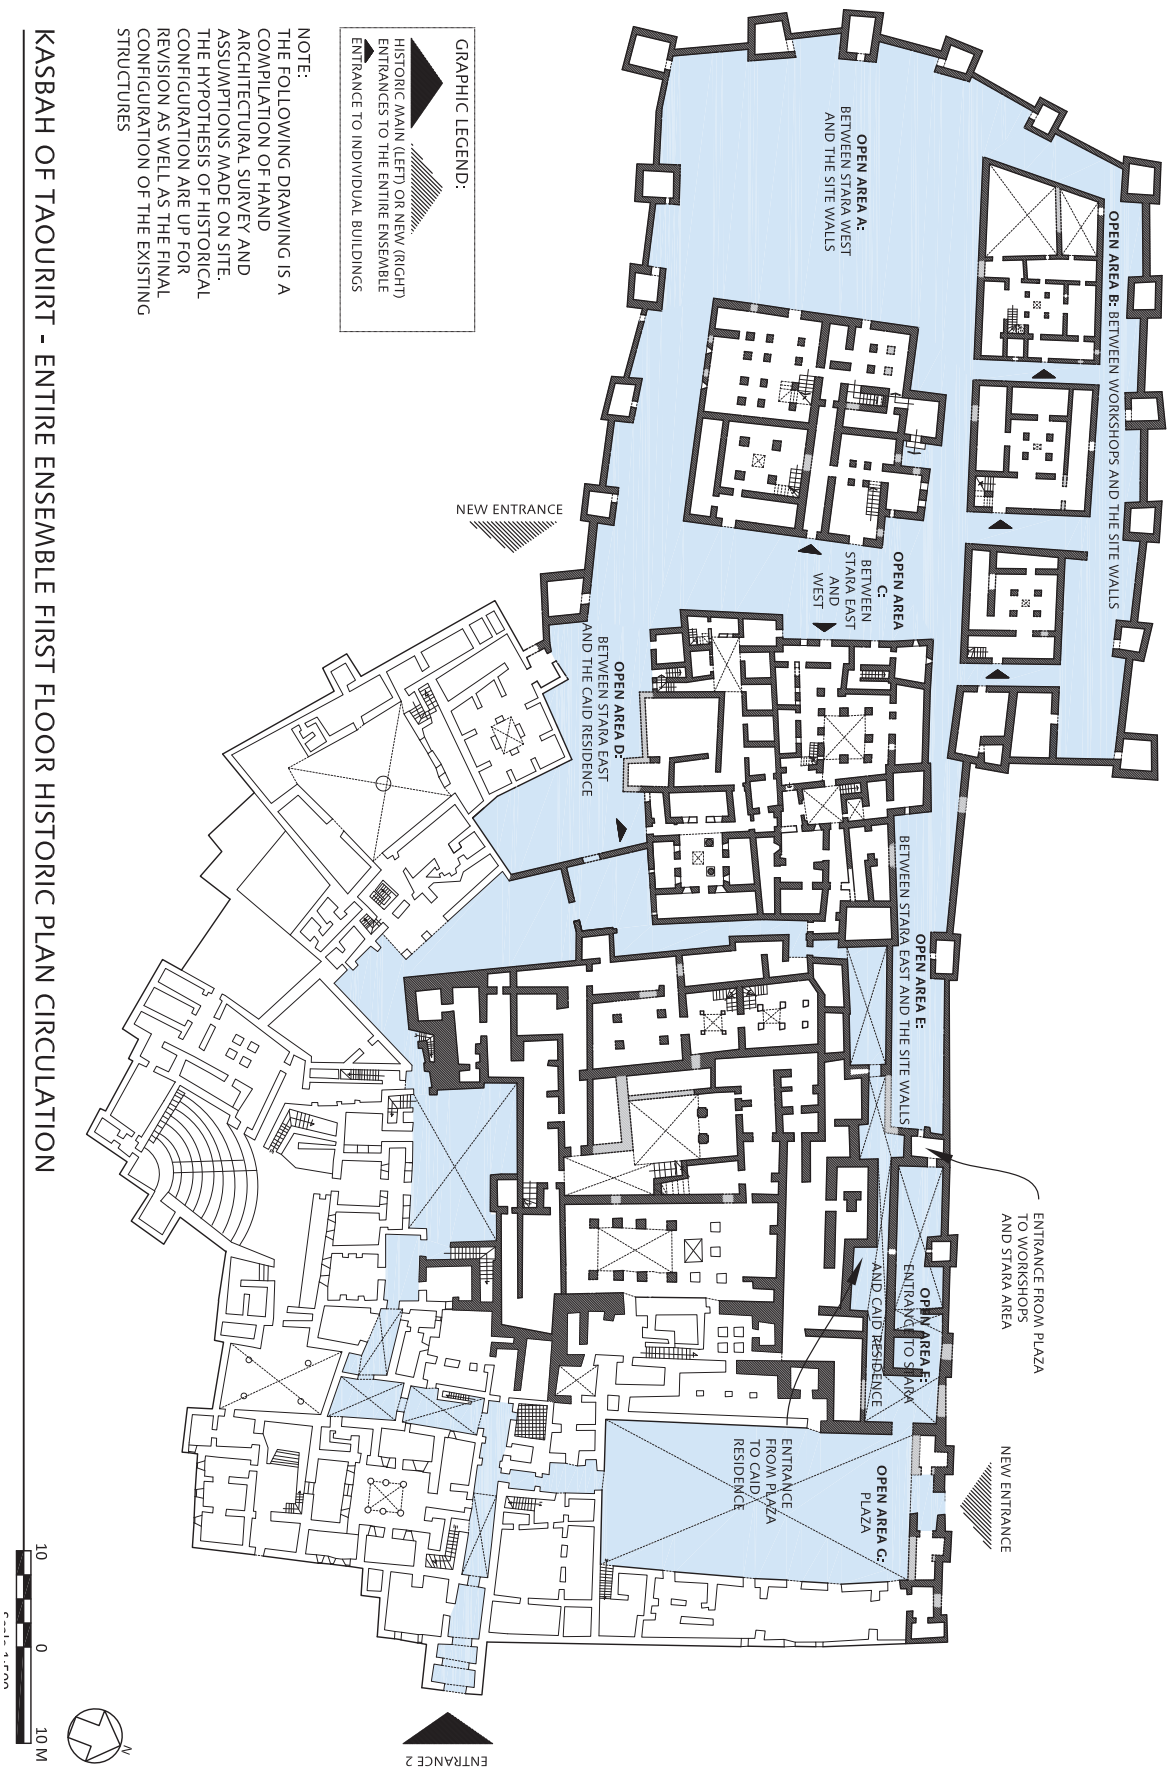 KASBAH OF TAOURIRT - ENTIRE ENSEMBLE FIRST FLOOR HISTORIC PLAN CIRCULATION
NOTE:
THE FOLLOWING DRAWING IS A
COMPILATION OF HAND
ARCHITECTURAL SURVEY AND
ASSUMPTIONS MADE ON SITE.
THE HYPOTHESIS OF HISTORICAL
CONFIGURATION ARE UP FOR
REVISION AS WELL AS THE FINAL
CONFIGURATION OF THE EXISTING
STRUCTURES
GRAPHIC LEGEND:
HISTORIC MAIN (LEFT) OR NEW (RIGHT)
ENTRANCES TO THE ENTIRE ENSEMBLE
ENTRANCE TO INDIVIDUAL BUILDINGS
OPEN AREA A:
BETWEEN STARA WEST
AND THE SITE WALLS
OPEN AREA B: BETWEEN WORKSHOPS AND THE SITE WALLS
NEW ENTRANCE
OPEN AREA
C:
BETWEEN
STARA EAST
AND
WEST
OPEN AREA D:
BETWEEN STARA EAST
AND THE CAID RESIDENCE
OPEN AREA E:
BETWEEN STARA EAST AND THE SITE WALLS
ENTRANCE FROM PLAZA
TO WORKSHOPS
AND STARA AREA
OPEN AREA F:
ENTRANCE TO STARA
AND CAID RESIDENCE
ENTRANCE
FROM PLAZA
TO CAID
RESIDENCE
OPEN AREA G:
PLAZA
NEW ENTRANCE
ENTRANCE 2
10 0 10 M
Scale 1:500
N